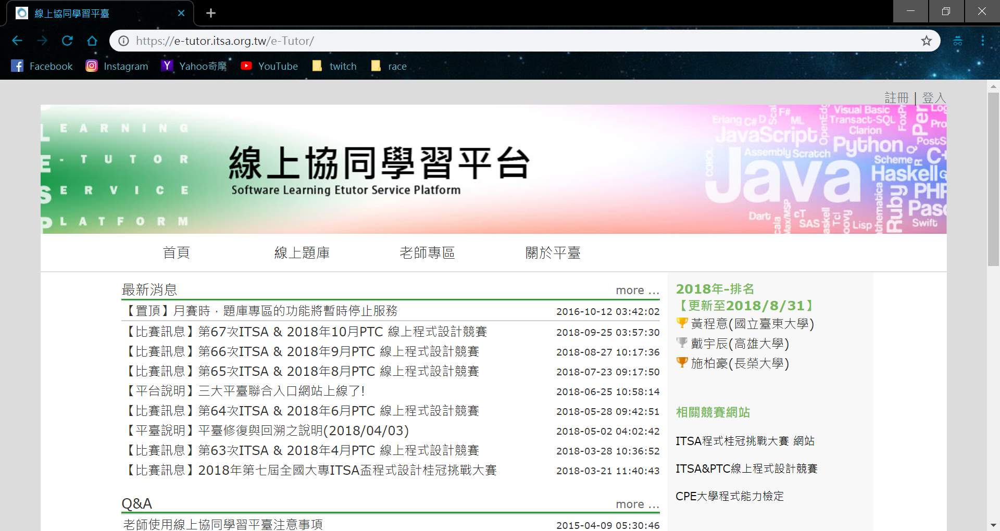 線上協同學習平臺
https://e-tutor.itsa.org.tw/e-Tutor/
Facebook Instagram Yahoo奇摩 YouTube twitch race
註冊 | 登入
LEARNING
E-TUTOR
SERVICE
PLATFORM
線上協同學習平台
Software Learning Etutor Service Platform
F# Visual Basic
Erlang C# D ML Transact-SQL FoxPr Per
JavaScript OpenEd Clarion
Python PostS
COBOL Assembly Scratch Scheme R Q C+
Java Haskell
PHP
Ruby
Dart Max/MSP cT SAS Tcl Lisp Swift
首頁 線上題庫 老師專區 關於平臺
最新消息 more ...
【置頂】月賽時，題庫專區的功能將暫時停止服務 2016-10-12 03:42:02
【比賽訊息】第67次ITSA & 2018年10月PTC 線上程式設計競賽 2018-09-25 03:57:30
【比賽訊息】第66次ITSA & 2018年9月PTC 線上程式設計競賽 2018-08-27 10:17:36
【比賽訊息】第65次ITSA & 2018年8月PTC 線上程式設計競賽 2018-07-23 09:17:50
【平台說明】三大平臺聯合入口網站上線了! 2018-06-25 10:58:14
【比賽訊息】第64次ITSA & 2018年6月PTC 線上程式設計競賽 2018-05-28 09:42:51
【平臺說明】平臺修復與回溯之說明(2018/04/03) 2018-05-02 04:02:42
【比賽訊息】第63次ITSA & 2018年4月PTC 線上程式設計競賽 2018-03-28 10:36:52
【比賽訊息】2018年第七屆全國大專ITSA盃程式設計桂冠挑戰大賽 2018-03-21 11:40:43
Q&A more ...
老師使用線上協同學習平臺注意事項 2015-04-09 05:30:46
2018年-排名
【更新至2018/8/31】
黃程意(國立臺東大學)
戴宇辰(高雄大學)
施柏豪(長榮大學)
相關競賽網站
ITSA程式桂冠挑戰大賽 網站
ITSA&PTC線上程式設計競賽
CPE大學程式能力檢定